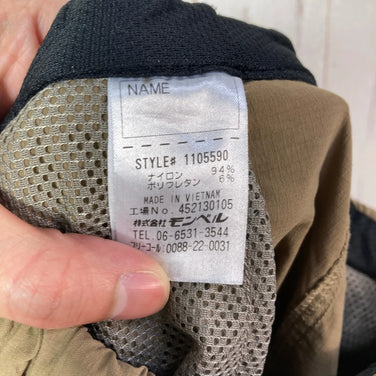 NAME
STYLE# 1105590
ナイロン 94%
ポリウレタン 6%
MADE IN VIETNAM
工場No. 452130105
株式会社モンベル
TEL. 06-6531-3544
フリーコール:0088-22-0031